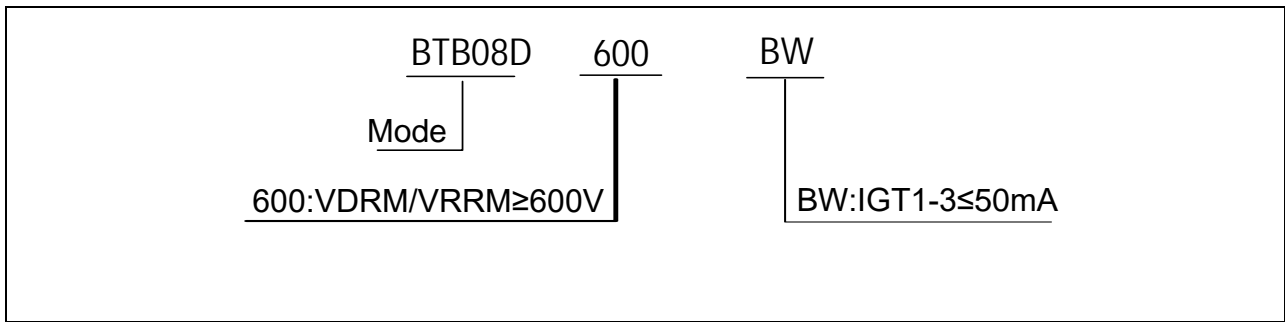 BTB08D 600 BW
Mode
600:VDRM/VRRM≥600V BW:IGT1-3≤50mA